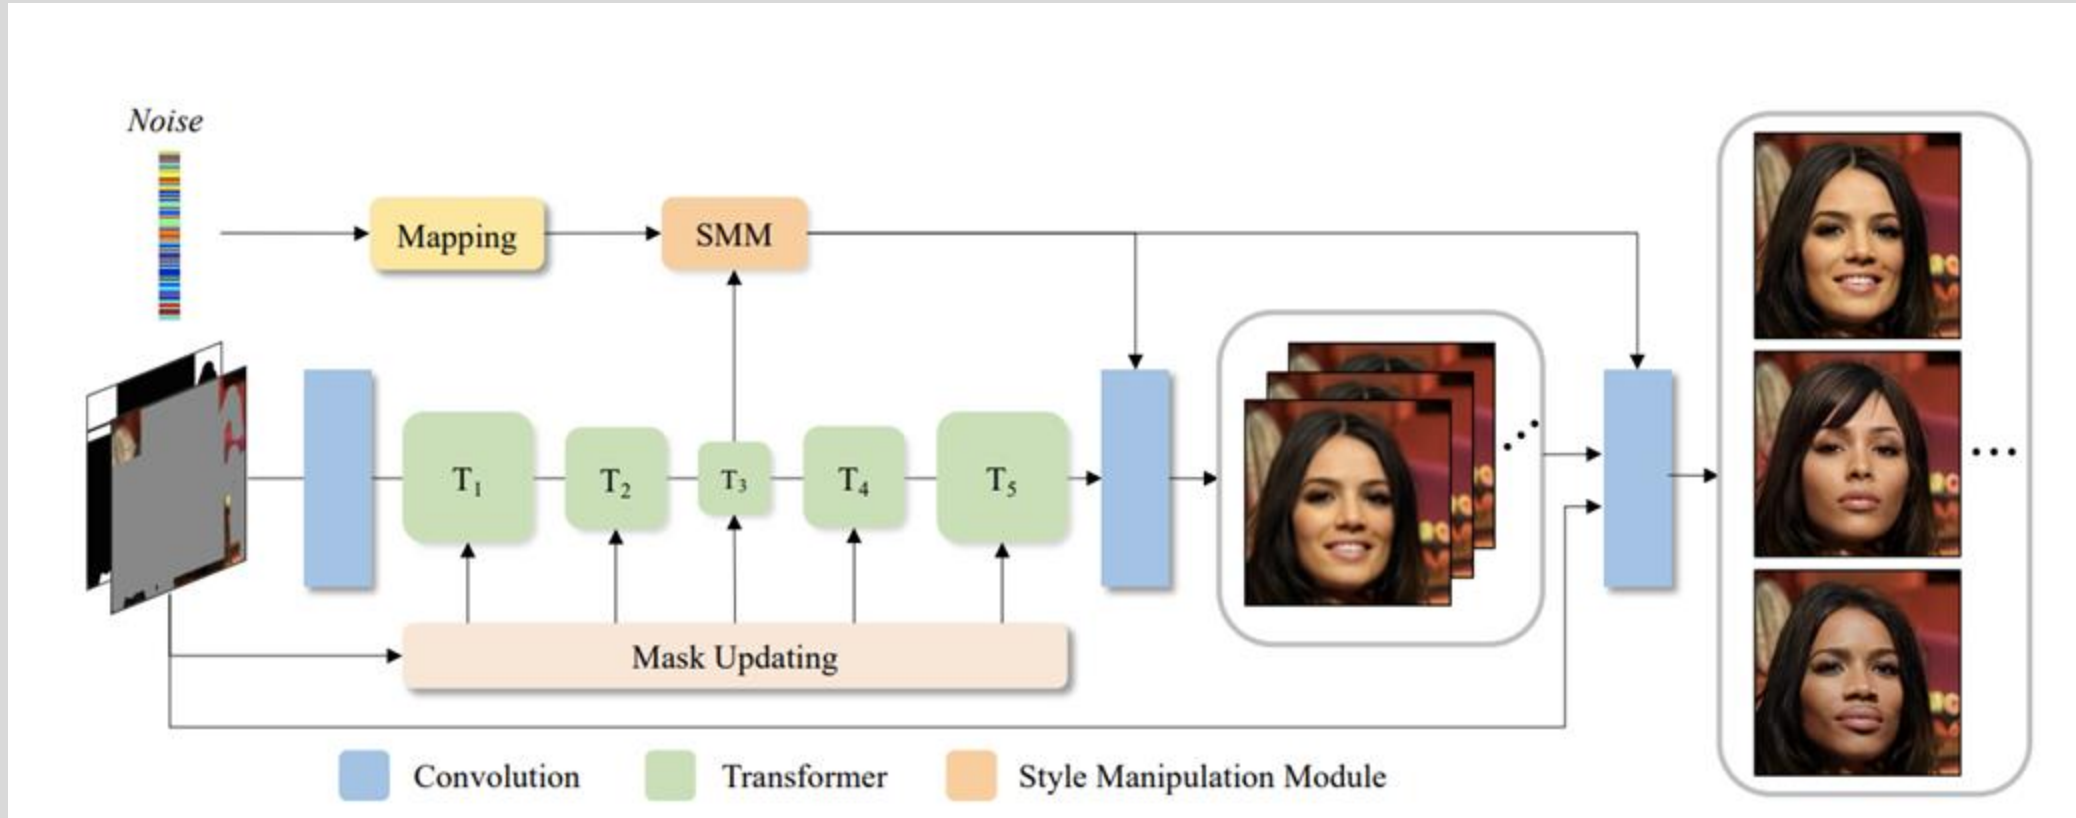 Noise
Mapping
SMM
T₁
T₂
T₃
T₄
T₅
Mask Updating
Convolution
Transformer
Style Manipulation Module